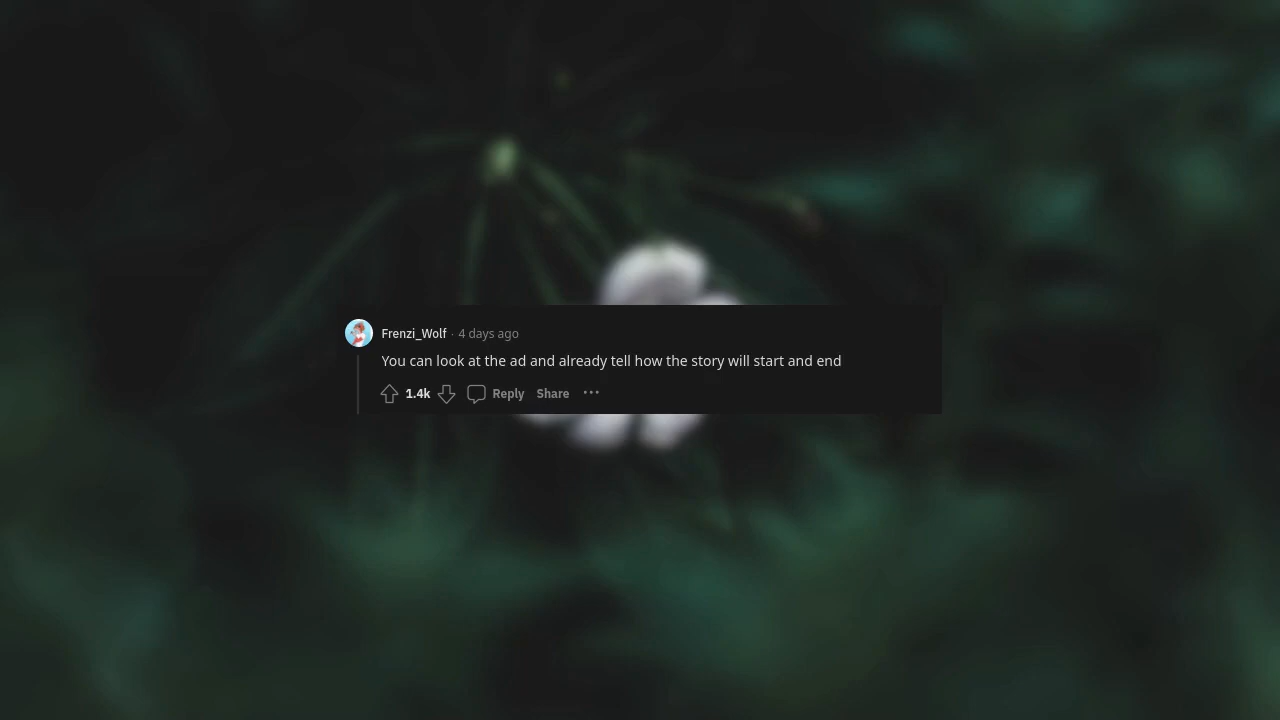 Frenzi_Wolf · 4 days ago
You can look at the ad and already tell how the story will start and end
1.4k Reply Share ···